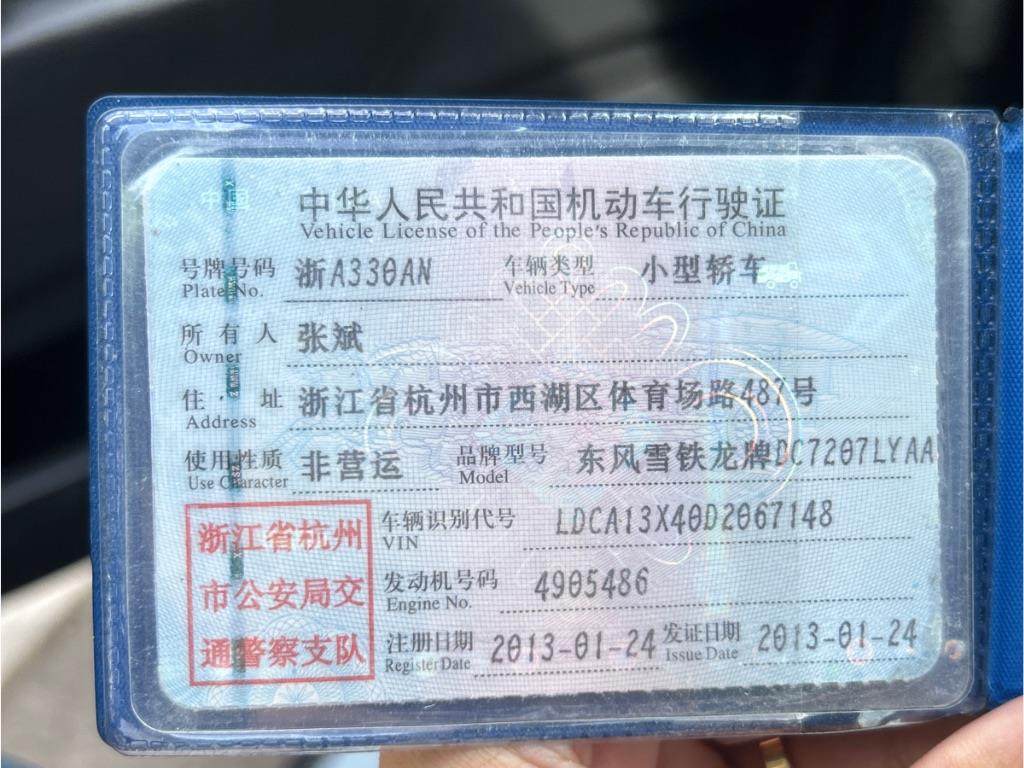 中国
中华人民共和国机动车行驶证
Vehicle License of the People's Republic of China
号牌号码 浙A330AN 车辆类型 小型轿车
Plate No. Vehicle Type
所有人 张斌
Owner
住址 浙江省杭州市西湖区体育场路487号
Address
使用性质 非营运 品牌型号 东风雪铁龙牌DC7207LYAA
Use Character Model
浙江省杭州
市公安局交
通警察支队
车辆识别代号 LDCA13X40D2067148
VIN
发动机号码 4905486
Engine No.
注册日期 2013-01-24 发证日期 2013-01-24
Register Date Issue Date